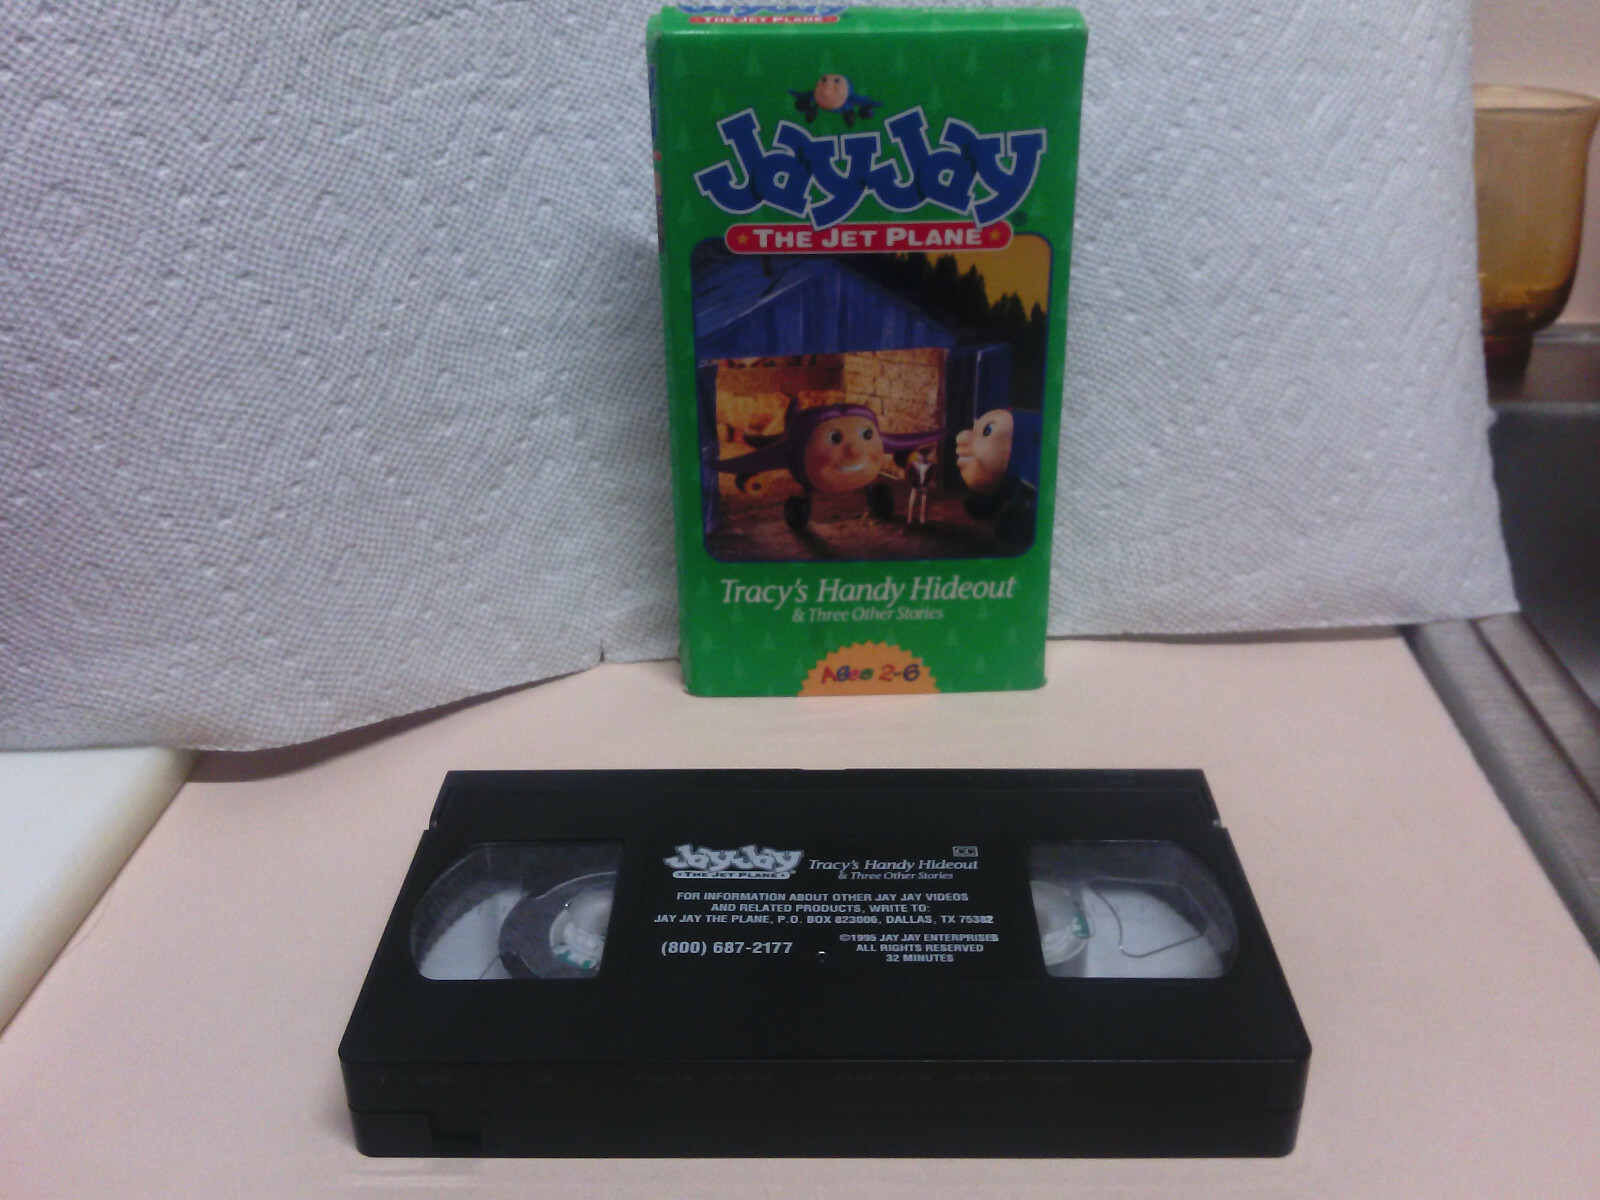 Jay Jay
THE JET PLANE
Jay Jay
THE JET PLANE
Tracy's Handy Hideout
& Three Other Stories
AGes 2-6
Jay Jay
THE JET PLANE
Tracy's Handy Hideout
CC
& Three Other Stories
FOR INFORMATION ABOUT OTHER JAY JAY VIDEOS
AND RELATED PRODUCTS, WRITE TO:
JAY JAY THE PLANE, P.O. BOX 823006, DALLAS, TX 75382
(800) 687-2177
©1995 JAY JAY ENTERPRISES
ALL RIGHTS RESERVED
32 MINUTES